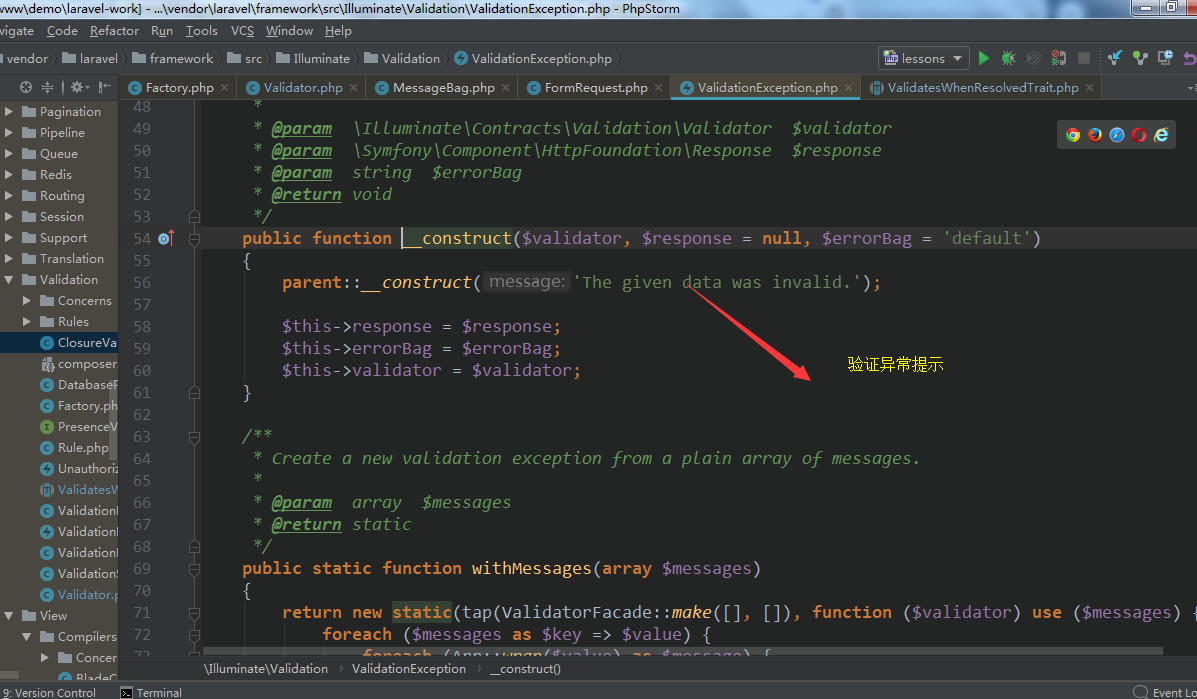 www\demo\laravel-work] - ...\vendor\laravel\framework\src\Illuminate\Validation\ValidationException.php - PhpStorm
vigate Code Refactor Run Tools VCS Window Help
vendor laravel framework src Illuminate Validation ValidationException.php lessons
Factory.php Validator.php MessageBag.php FormRequest.php ValidationException.php ValidatesWhenResolvedTrait.php
Pagination
Pipeline
Queue
Redis
Routing
Session
Support
Translation
Validation
Concerns
Rules
ClosureVa
composer
DatabaseP
Factory.ph
PresenceV
Rule.php
Unauthoriz
ValidatesW
Validation
Validation
Validation
ValidationS
Validator.p
View
Compilers
Concer
BladeC
48 *
49 * @param \Illuminate\Contracts\Validation\Validator $validator
50 * @param \Symfony\Component\HttpFoundation\Response $response
51 * @param string $errorBag
52 * @return void
53 */
54 public function __construct($validator, $response = null, $errorBag = 'default')
55 {
56 parent::__construct( message: 'The given data was invalid.');
57
58 $this->response = $response;
59 $this->errorBag = $errorBag;
60 $this->validator = $validator;
验证异常提示
61 }
62
63 /**
64 * Create a new validation exception from a plain array of messages.
65 *
66 * @param array $messages
67 * @return static
68 */
69 public static function withMessages(array $messages)
70 {
71 return new static(tap(ValidatorFacade::make([], []), function ($validator) use ($messages) {
72 foreach ($messages as $key => $value) {
73 foreach (Arr::wrap($value) as $message) {
\Illuminate\Validation › ValidationException › __construct()
9: Version Control Terminal Event Lo